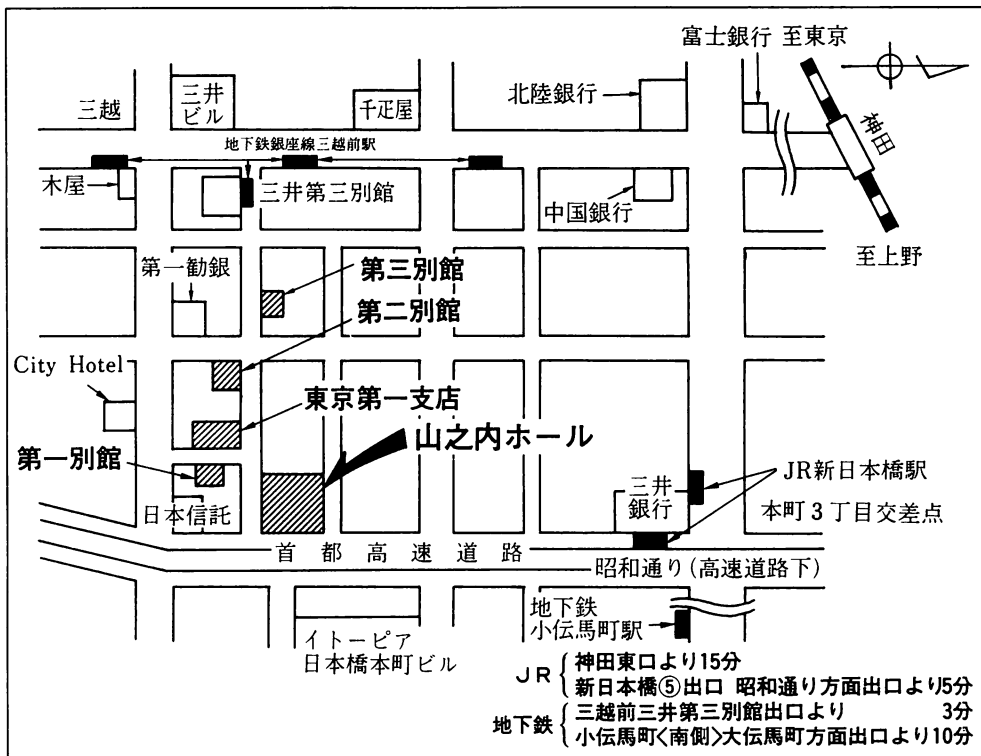 富士銀行 至東京
三越
三井
ビル
千疋屋
北陸銀行
神田
地下鉄銀座線三越前駅
木屋
三井第三別館
中国銀行
至上野
第一勧銀
第三別館
第二別館
City Hotel
東京第一支店
山之内ホール
第一別館
三井
銀行
JR新日本橋駅
日本信託
本町3丁目交差点
首都高速道路
昭和通り(高速道路下)
地下鉄
小伝馬町駅
イトーピア
日本橋本町ビル
JR 神田東口より15分
新日本橋⑤出口 昭和通り方面出口より5分
地下鉄 三越前三井第三別館出口より 3分
小伝馬町<南側>大伝馬町方面出口より10分